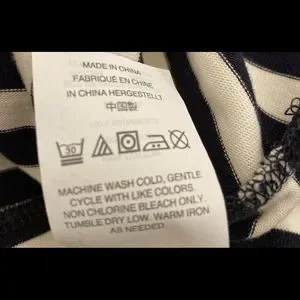 MADE IN CHINA
FABRIQUÉ EN CHINE
IN CHINA HERGESTELLT
中国製
30
MACHINE WASH COLD, GENTLE
CYCLE WITH LIKE COLORS.
NON CHLORINE BLEACH ONLY.
TUMBLE DRY LOW. WARM IRON
AS NEEDED